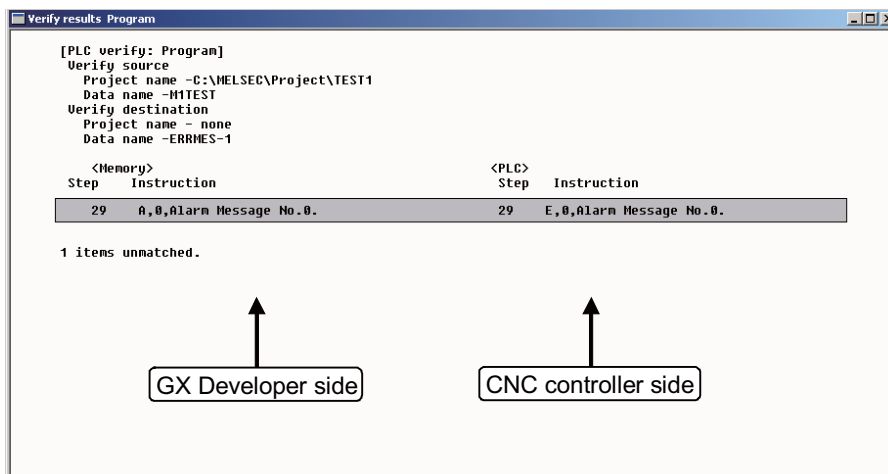 Verify results Program
[PLC verify: Program]
Verify source
Project name -C:\MELSEC\Project\TEST1
Data name -M1TEST
Verify destination
Project name - none
Data name -ERRMES-1
<Memory> <PLC>
Step Instruction Step Instruction
29 A,0,Alarm Message No.0. 29 E,0,Alarm Message No.0.
1 items unmatched.
GX Developer side CNC controller side